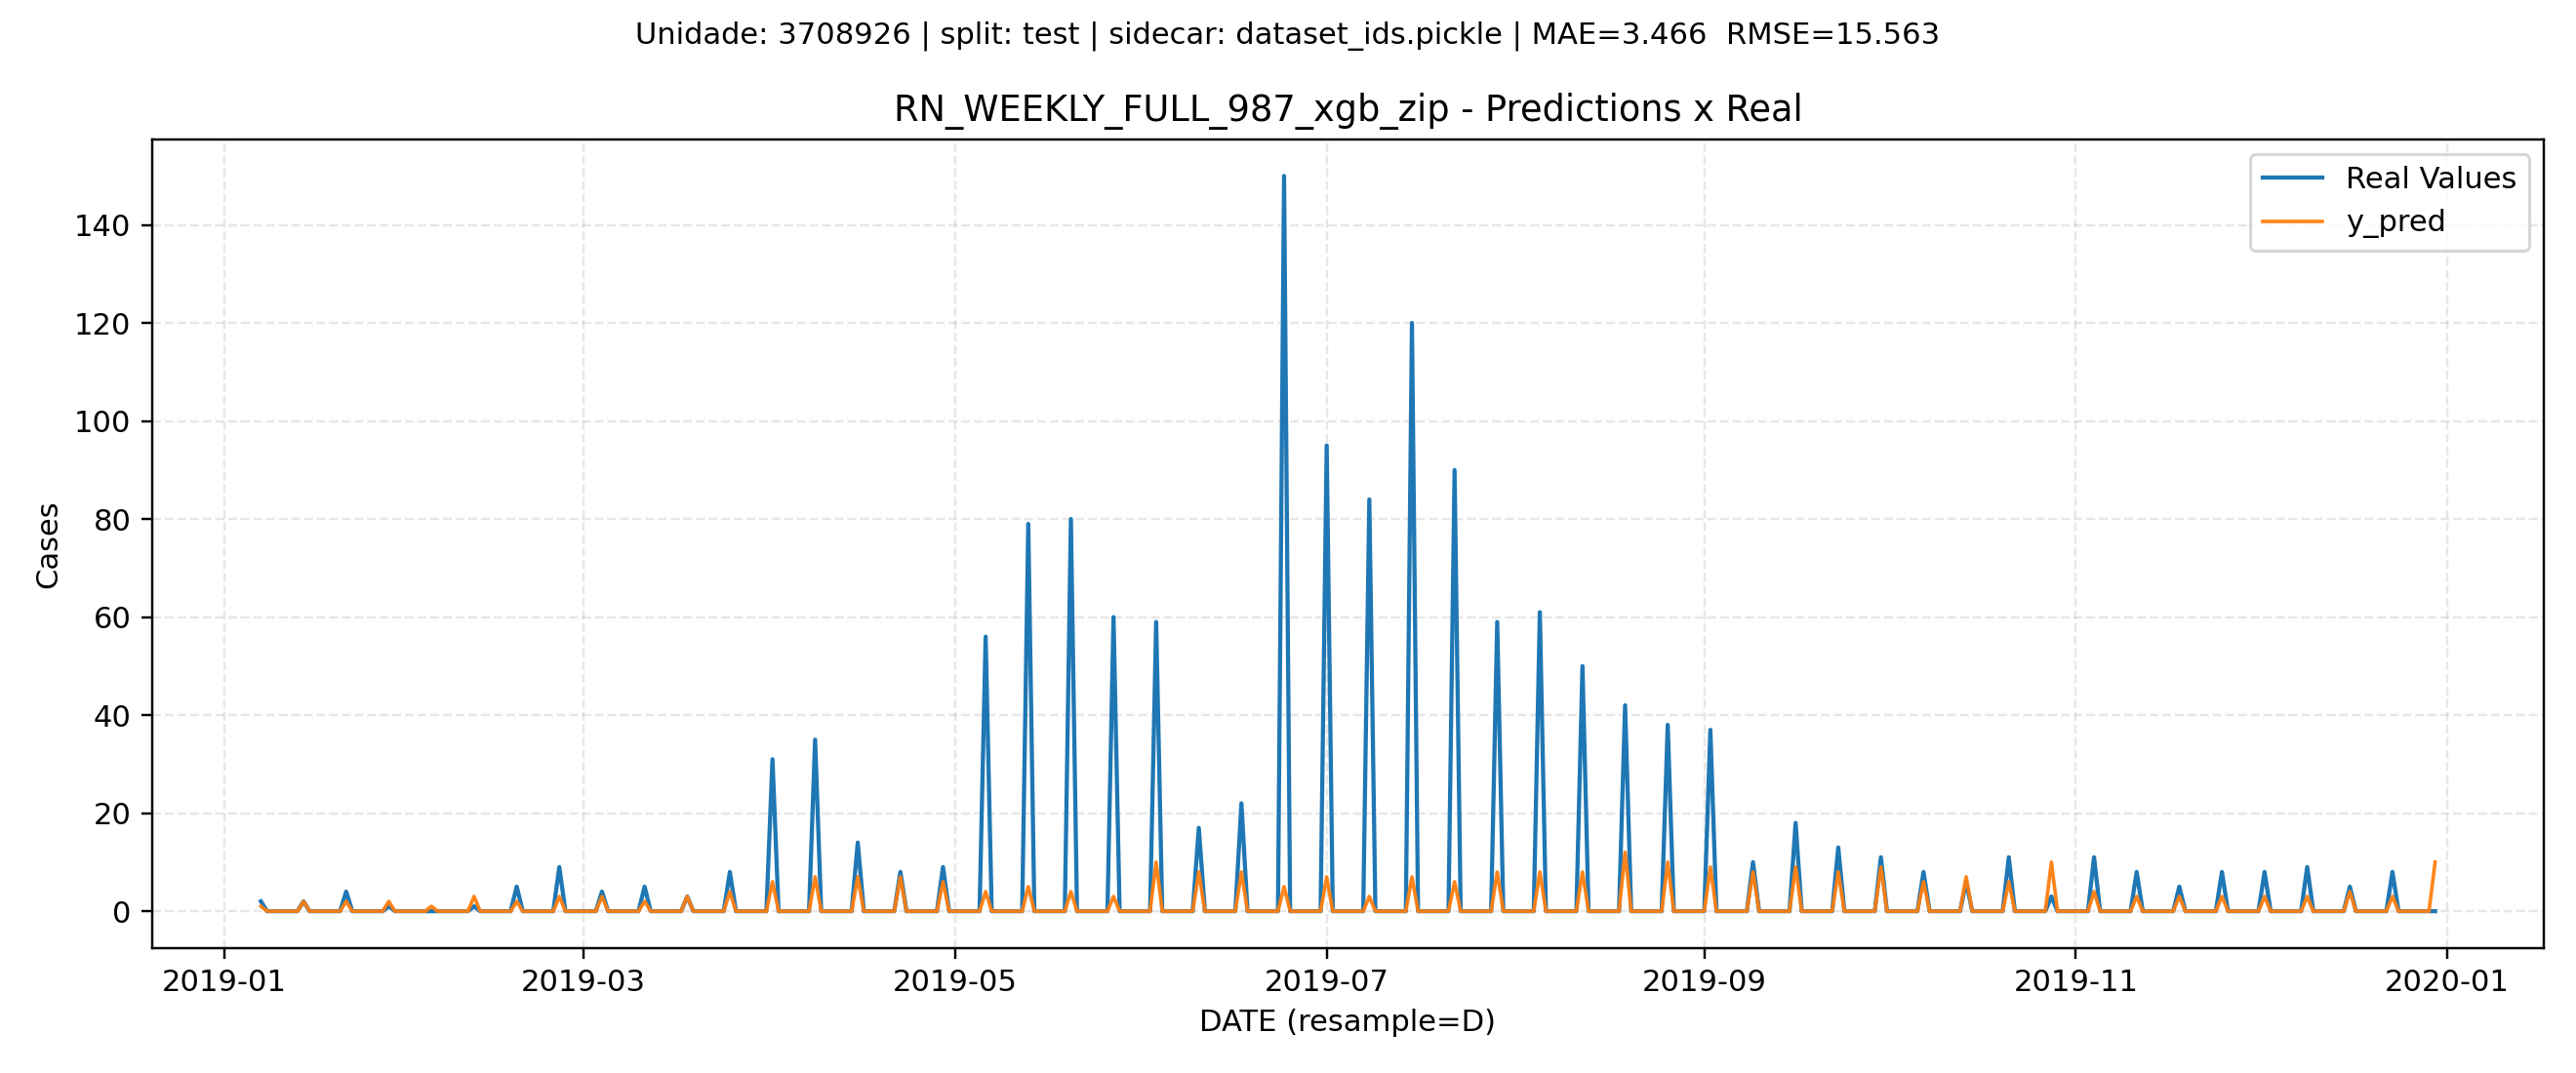 Unidade: 3708926 | split: test | sidecar: dataset_ids.pickle | MAE=3.466  RMSE=15.563
RN_WEEKLY_FULL_987_xgb_zip - Predictions x Real
Real Values
y_pred
140
120
100
80
60
40
20
0
Cases
2019-01
2019-03
2019-05
2019-07
2019-09
2019-11
2020-01
DATE (resample=D)